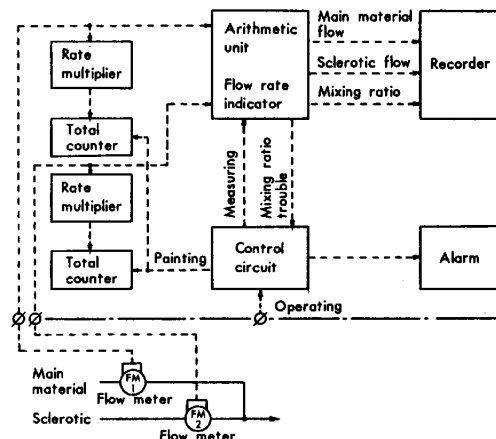 Rate
multiplier
Total
counter
Rate
multiplier
Total
counter
Arithmetic
unit
Flow rate
indicator
Main material
flow
Sclerotic flow
Mixing ratio
Recorder
Measuring
Mixing ratio
trouble
Painting
Control
circuit
Alarm
Operating
Main
material
FM
1
Flow meter
Sclerotic
FM
2
Flow meter